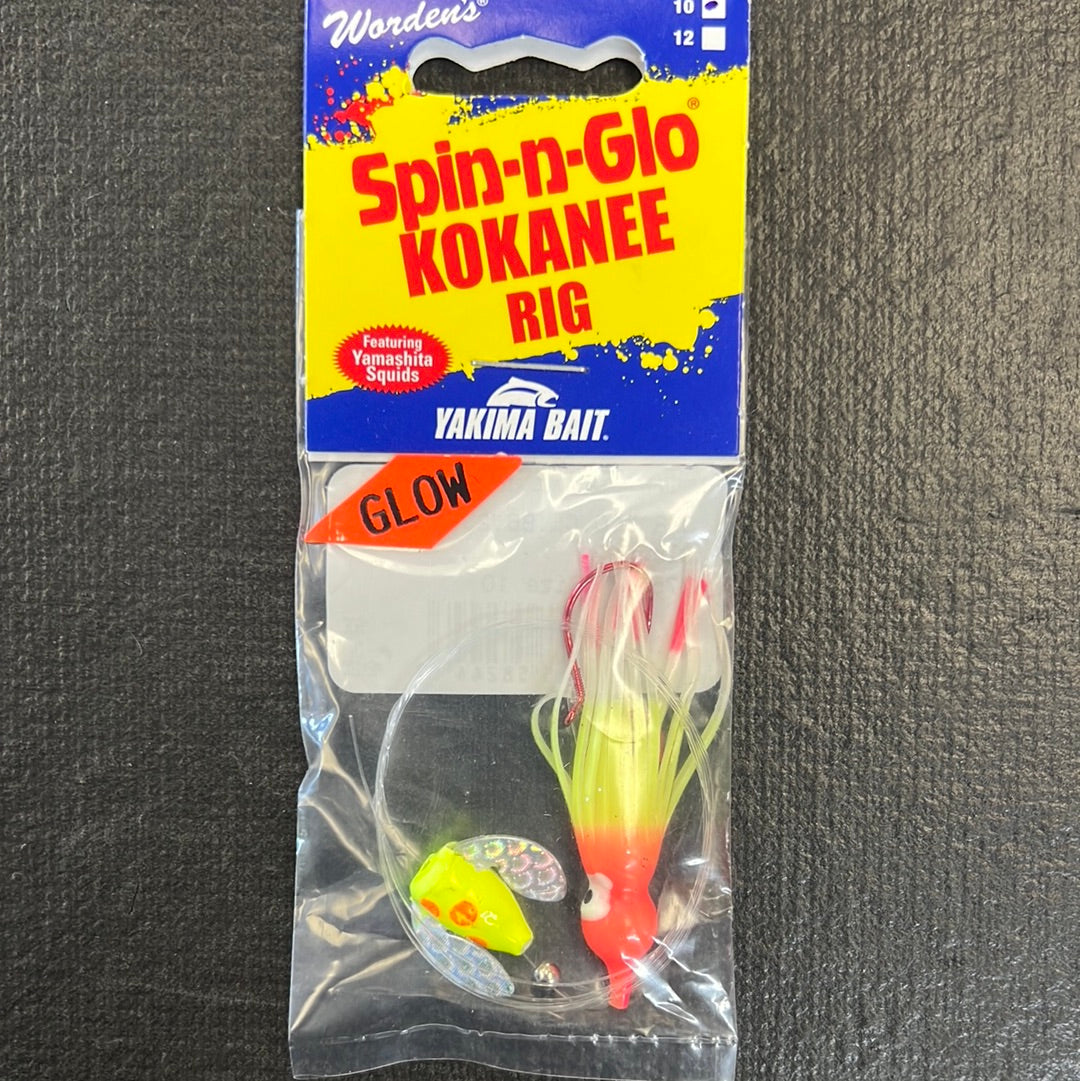 Worden's®
10
12
Spin-n-Glo®
KOKANEE
RIG
Featuring
Yamashita
Squids
YAKIMA BAIT®
GLOW